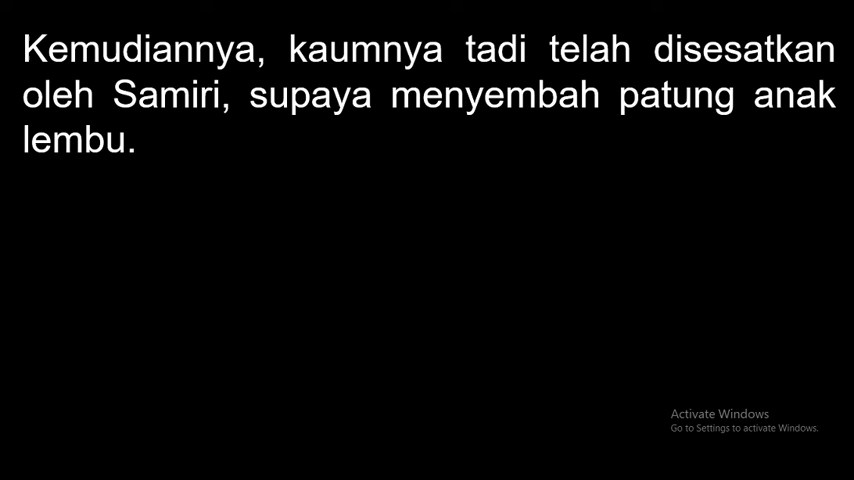 Kemudiannya, kaumnya tadi telah disesatkan
oleh Samiri, supaya menyembah patung anak
lembu.
Activate Windows
Go to Settings to activate Windows.